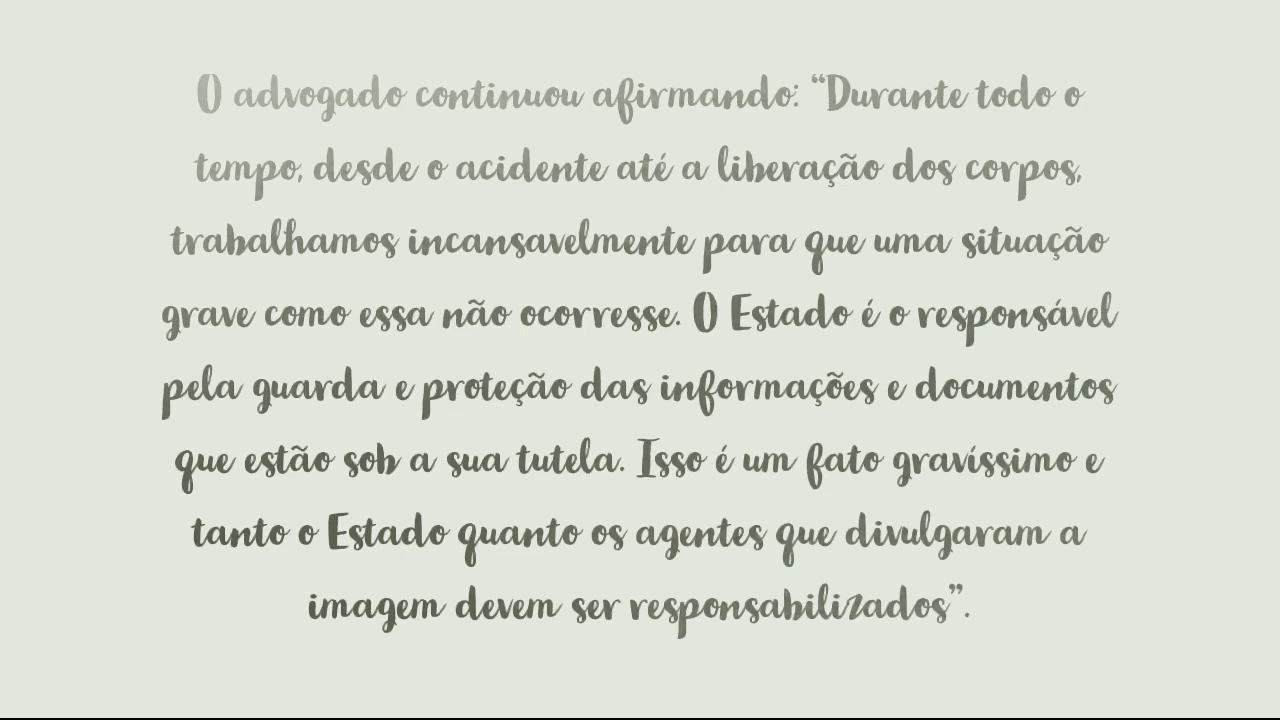 O advogado continuou afirmando: “Durante todo o
tempo, desde o acidente até a liberação dos corpos,
trabalhamos incansavelmente para que uma situação
grave como essa não ocorresse. O Estado é o responsável
pela guarda e proteção das informações e documentos
que estão sob a sua tutela. Isso é um fato gravíssimo e
tanto o Estado quanto os agentes que divulgaram a
imagem devem ser responsabilizados”.